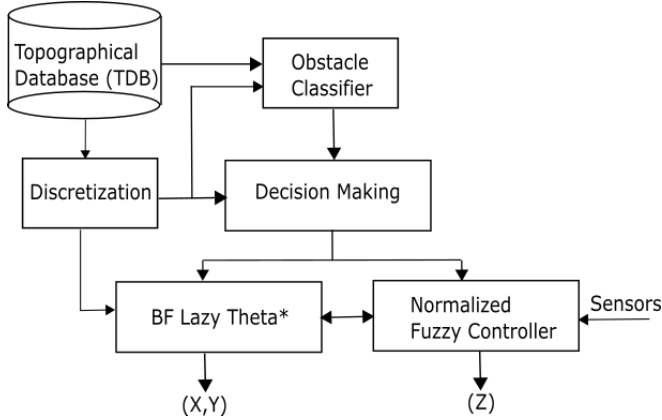 Topographical
Database (TDB)
Obstacle
Classifier
Discretization
Decision Making
BF Lazy Theta*
Normalized
Fuzzy Controller
Sensors
(X,Y)
(Z)